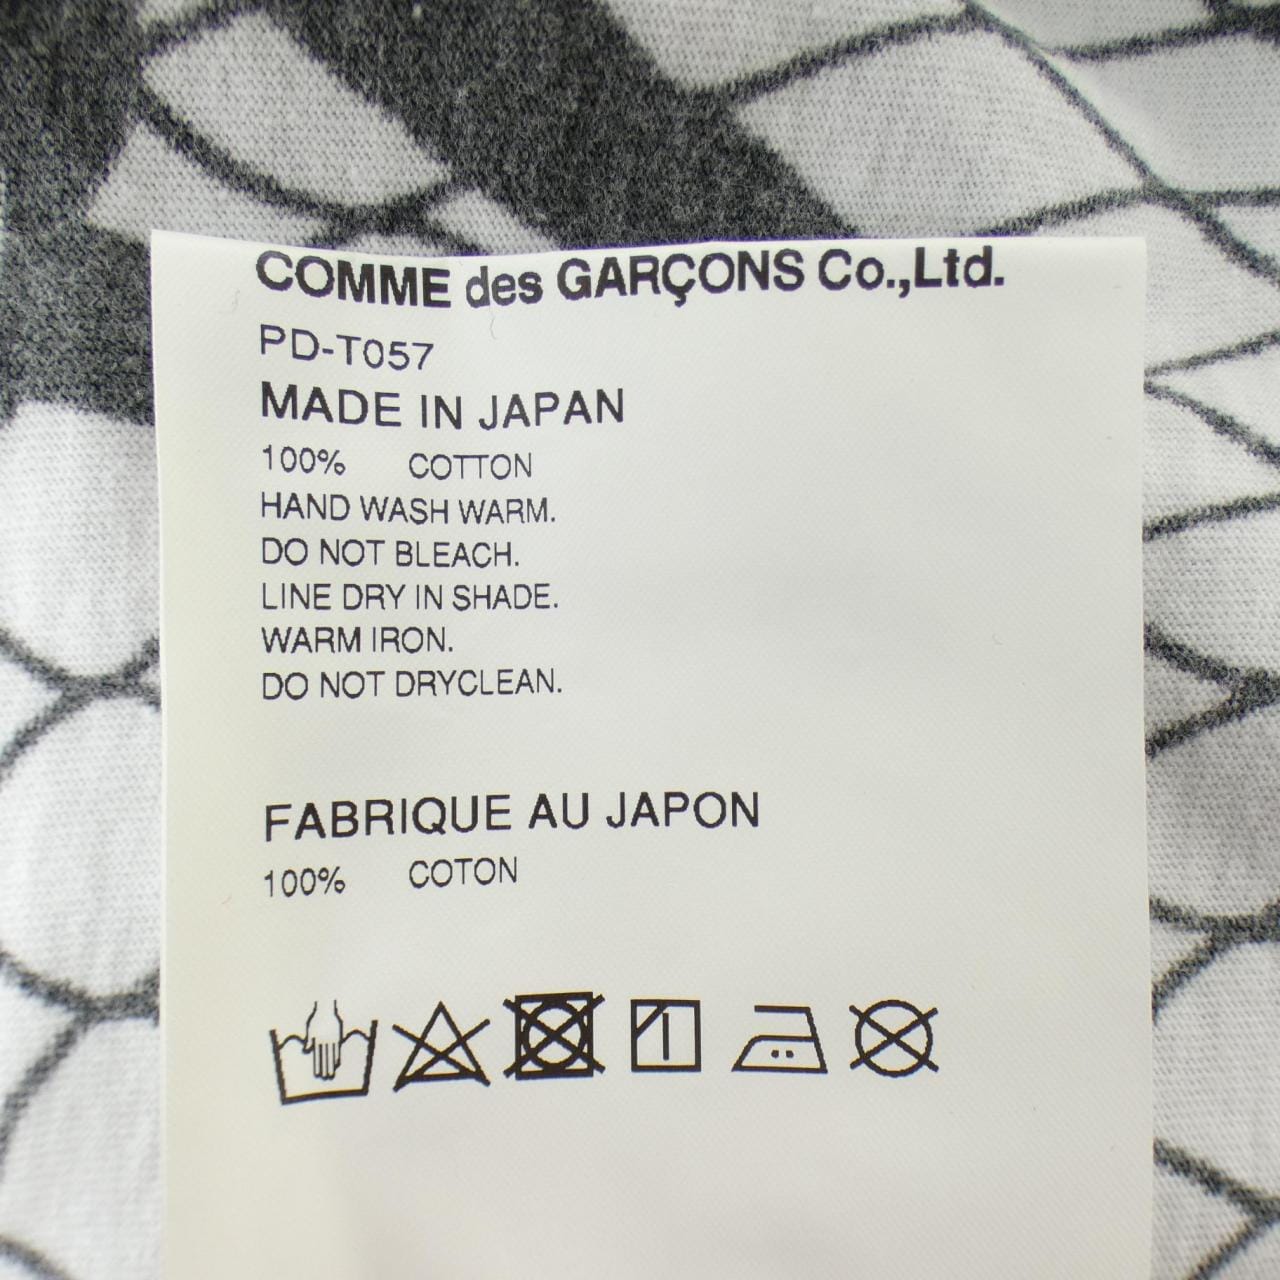 COMME des GARÇONS Co.,Ltd.
PD-T057
MADE IN JAPAN
100% COTTON
HAND WASH WARM.
DO NOT BLEACH.
LINE DRY IN SHADE.
WARM IRON.
DO NOT DRYCLEAN.
FABRIQUE AU JAPON
100% COTON